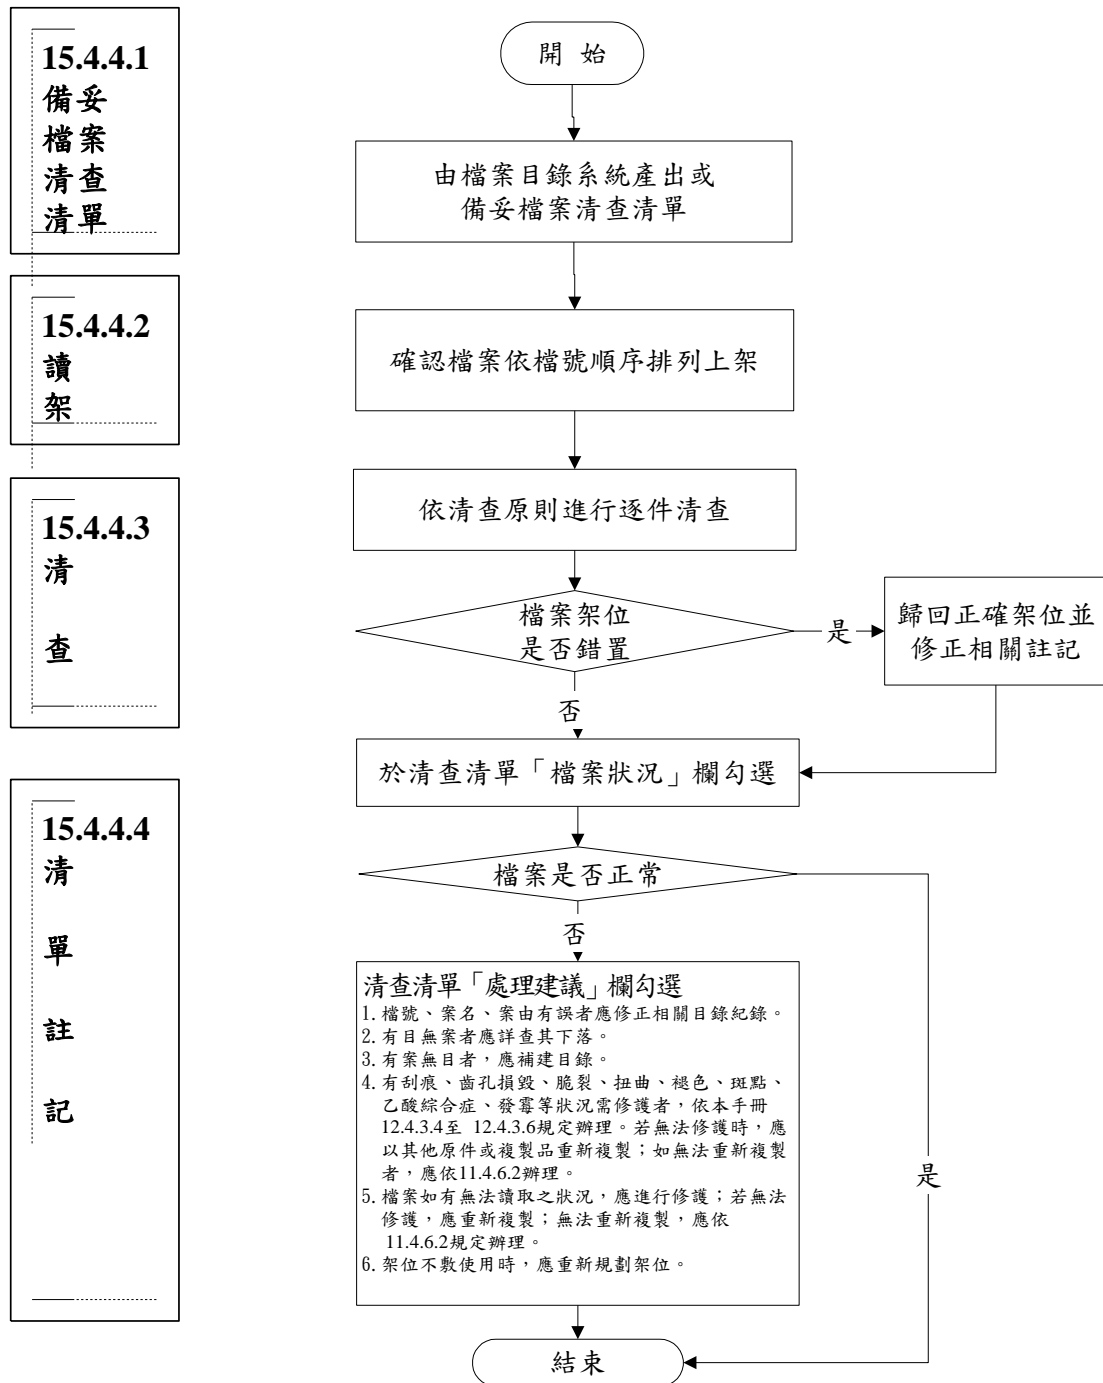 15.4.4.1
備妥
檔案
清查
清單
15.4.4.2
讀
架
15.4.4.3
清
查
15.4.4.4
清
單
註
記
開 始
由檔案目錄系統產出或
備妥檔案清查清單
確認檔案依檔號順序排列上架
依清查原則進行逐件清查
檔案架位
是否錯置
是
歸回正確架位並
修正相關註記
否
於清查清單「檔案狀況」欄勾選
檔案是否正常
否
清查清單「處理建議」欄勾選
1. 檔號、案名、案由有誤者應修正相關目錄紀錄。
2. 有目無案者應詳查其下落。
3. 有案無目者，應補建目錄。
4. 有刮痕、齒孔損毀、脆裂、扭曲、褪色、斑點、
乙酸綜合症、發霉等狀況需修護者，依本手冊
12.4.3.4至 12.4.3.6規定辦理。若無法修護時，應
以其他原件或複製品重新複製；如無法重新複製
者，應依11.4.6.2辦理。
5. 檔案如有無法讀取之狀況，應進行修護；若無法
修護，應重新複製；無法重新複製，應依
11.4.6.2規定辦理。
6. 架位不敷使用時，應重新規劃架位。
是
結束